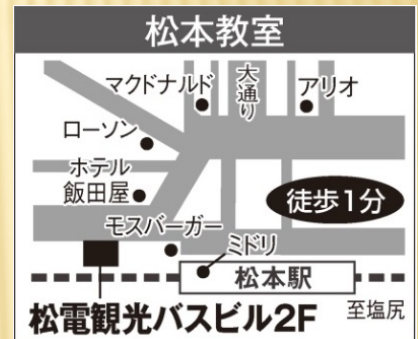 松本教室
マクドナルド
大通り
アリオ
ローソン
ホテル
飯田屋
徒歩1分
モスバーガー
ミドリ
松本駅
松電観光バスビル2F
至塩尻